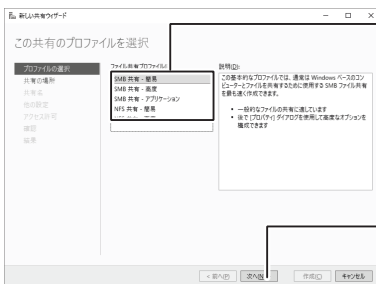 新しい共有ウィザード
この共有のプロファイルを選択
プロファイルの選択
共有の場所
共有名
他の設定
アクセス許可
確認
結果
ファイル共有プロファイル(
SMB 共有 - 簡易
SMB 共有 - 高度
SMB 共有 - アプリケーション
NFS 共有 - 簡易
説明(D):
この基本的なプロファイルでは、通常は Windows ベースのコン
ピューターとファイルを共有するために使用する SMB ファイル共有
を最も速く作成できます。
• 一般的なファイルの共有に適しています
• 後で [プロパティ] ダイアログを使用して高度なオプションを
構成できます
< 前へ(P)
次へ(N)
作成(C)
キャンセル